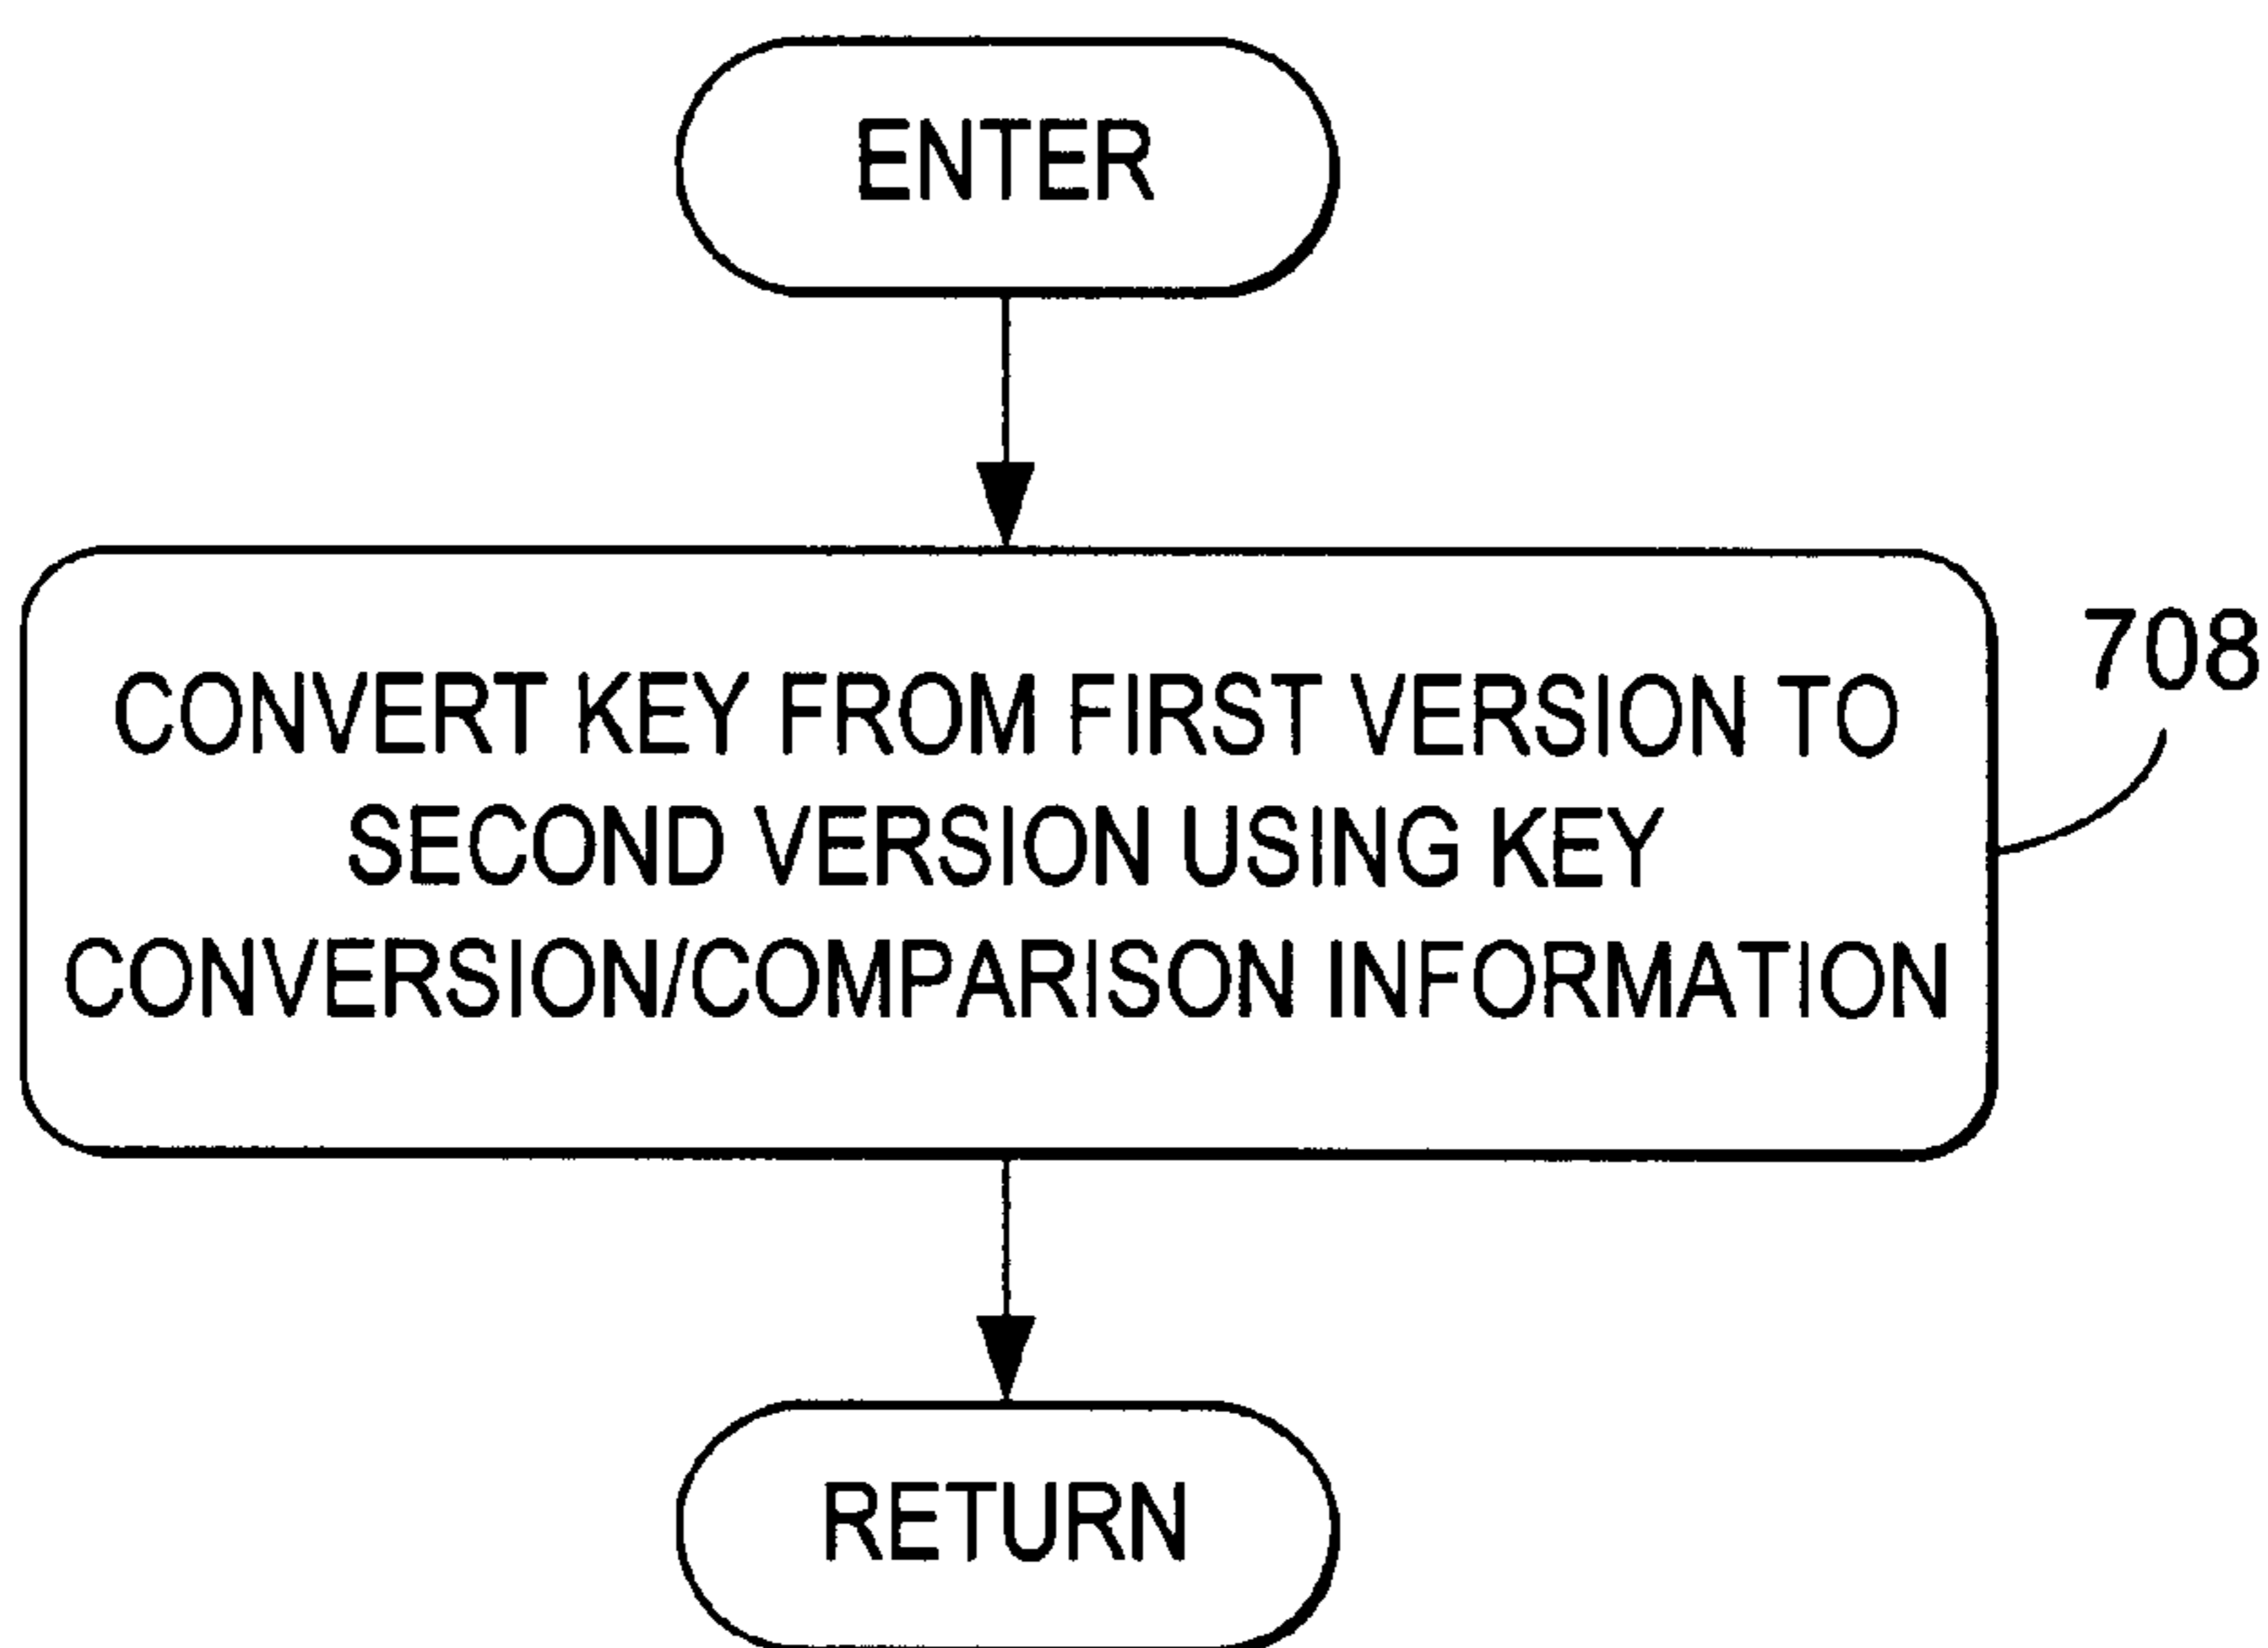 ENTER
708
CONVERT KEY FROM FIRST VERSION TO
SECOND VERSION USING KEY
CONVERSION/COMPARISON INFORMATION
RETURN